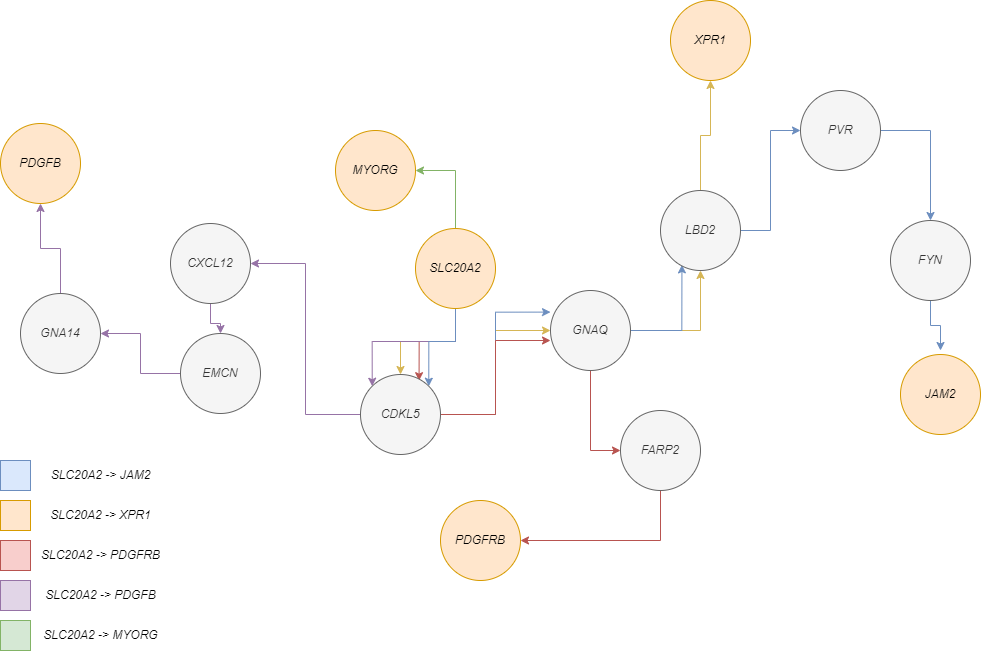 XPR1
PVR
PDGFB
MYORG
LBD2
CXCL12
SLC20A2
FYN
GNA14
GNAQ
EMCN
CDKL5
JAM2
FARP2
PDGFRB
SLC20A2 -> JAM2
SLC20A2 -> XPR1
SLC20A2 -> PDGFRB
SLC20A2 -> PDGFB
SLC20A2 -> MYORG